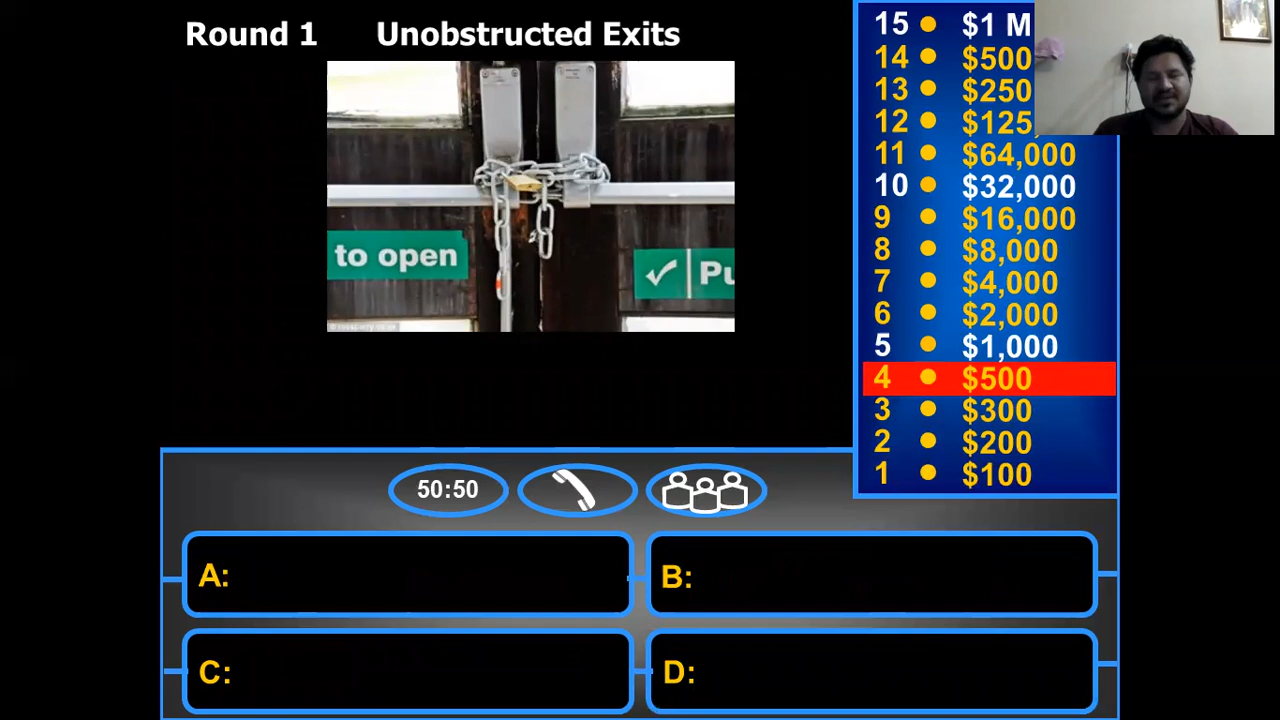 Round 1 Unobstructed Exits
to open
Pu
15 $1 M
14 $500
13 $250
12 $125,
11 $64,000
10 $32,000
9 $16,000
8 $8,000
7 $4,000
6 $2,000
5 $1,000
4 $500
3 $300
2 $200
1 $100
50:50
A:
B:
C:
D: